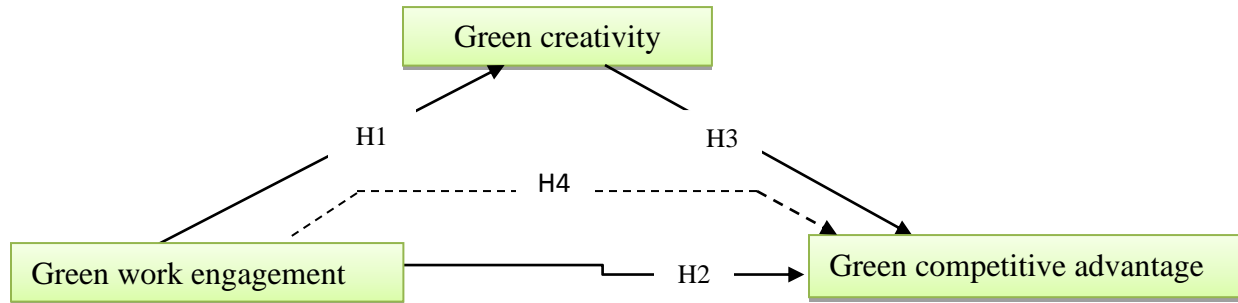 Green creativity
H1
H3
H4
Green work engagement
H2
Green competitive advantage